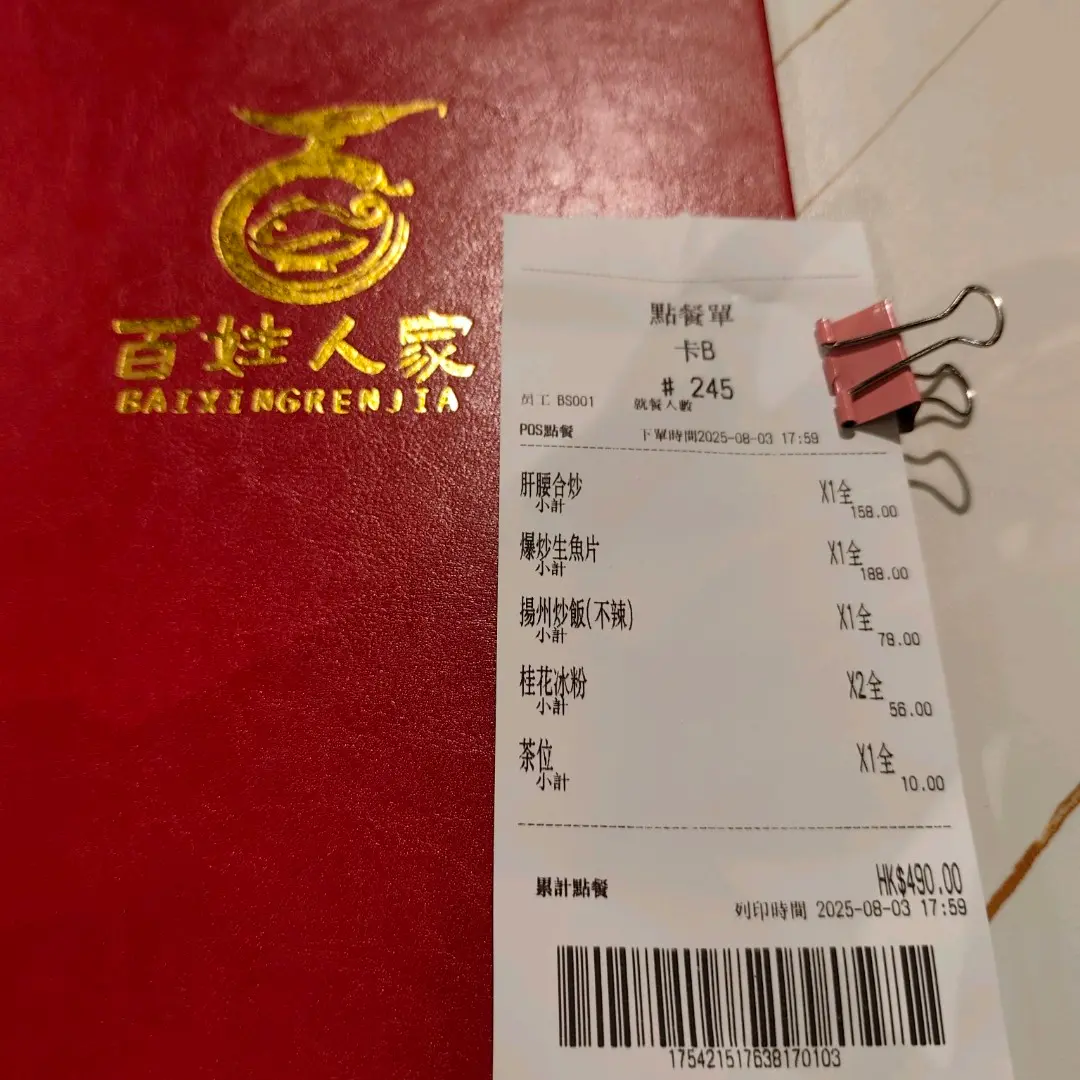 百姓人家
BAIXINGRENJIA
點餐單
卡B
# 245
員工 BS001 就餐人數
POS點餐 下單時間2025-08-03 17:59
肝腰合炒 X1全
小計 158.00
爆炒生魚片 X1全
小計 188.00
揚州炒飯(不辣) X1全
小計 78.00
桂花冰粉 X2全
小計 56.00
茶位 X1全
小計 10.00
累計點餐 HK$490.00
列印時間 2025-08-03 17:59
175421517638170103